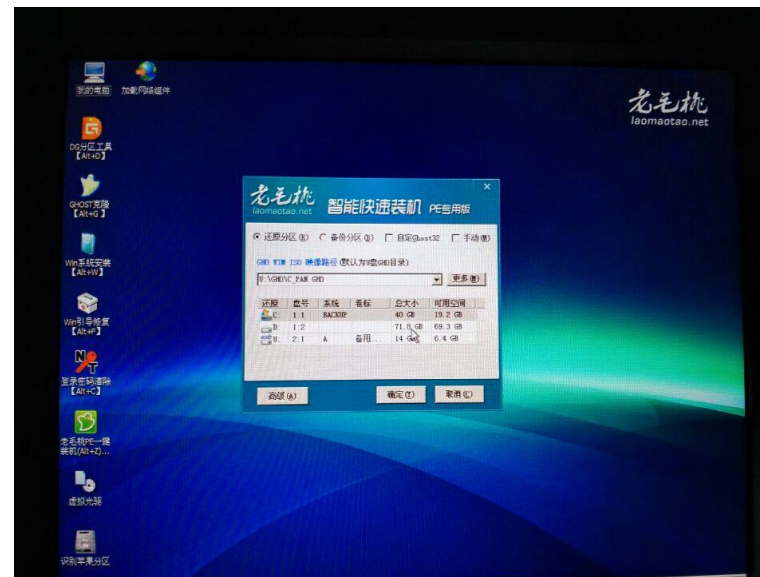 我的电脑 加载网络组件
老毛桃
laomaotao.net
DG分区工具
【Alt+D】
GHOST克隆
【Alt+G】
Win系统安装
【Alt+W】
Win引导修复
【Alt+F】
登录密码清除
【Alt+C】
老毛桃PE一键
装机(Alt+Z)...
虚拟光驱
识别苹果分区
老毛桃
laomaotao.net
智能快速装机 PE专用版
还原分区(R) 备份分区(B) 自定Ghost32 手动(M)
GHO WIM ISO 映像路径(默认为U盘GHO目录)
U:\GHO\C_PAN.GHO 更多(M)
还原 盘号 系统 卷标 总大小 可用空间
C: 1:1 40 GB 19.2 GB
D: 1:2 71.8 GB 69.3 GB
U: 2:1 A 备用... 14 GB 6.4 GB
高级(A) 确定(Y) 取消(C)